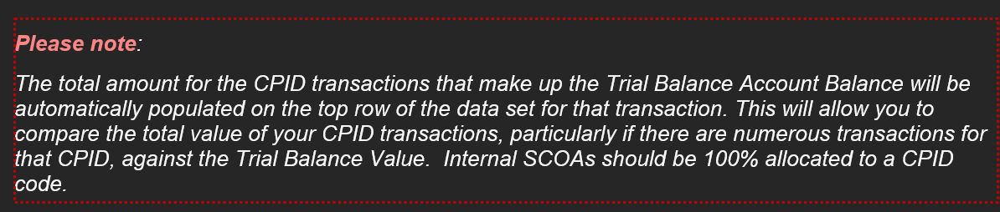 Please note:
The total amount for the CPID transactions that make up the Trial Balance Account Balance will be
automatically populated on the top row of the data set for that transaction. This will allow you to
compare the total value of your CPID transactions, particularly if there are numerous transactions for
that CPID, against the Trial Balance Value.  Internal SCOAs should be 100% allocated to a CPID
code.